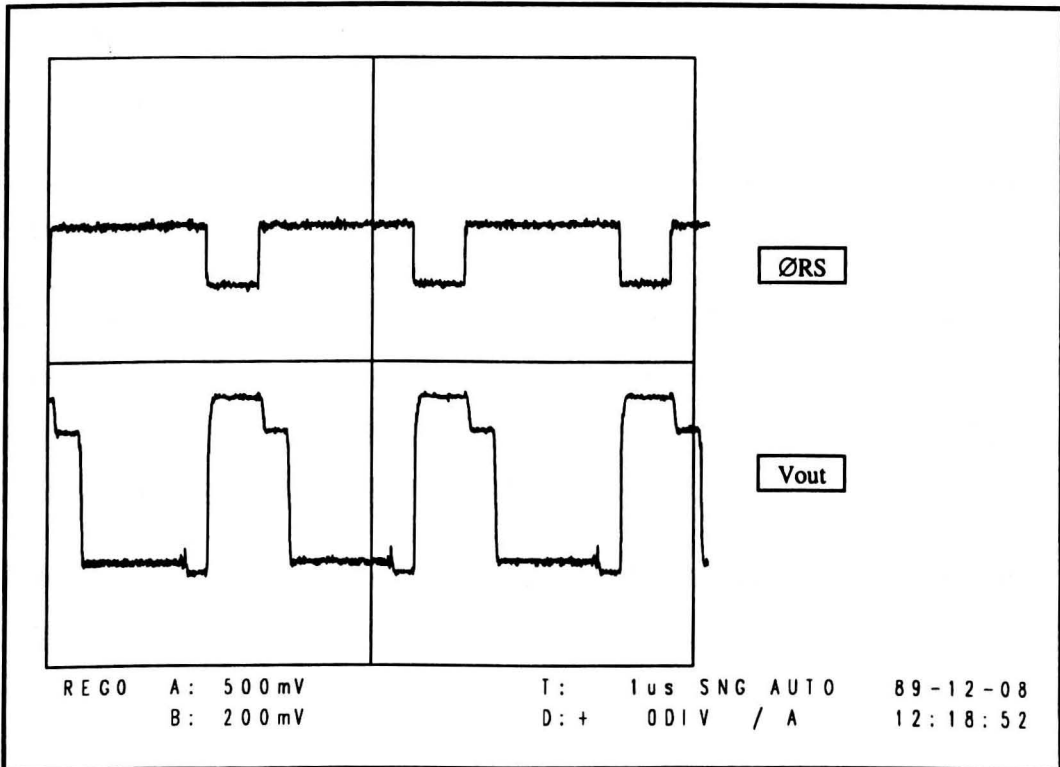 ØRS
Vout
REGO A: 500mV T: 1us SNG AUTO 89-12-08
B: 200mV D:+ 0DIV / A 12:18:52